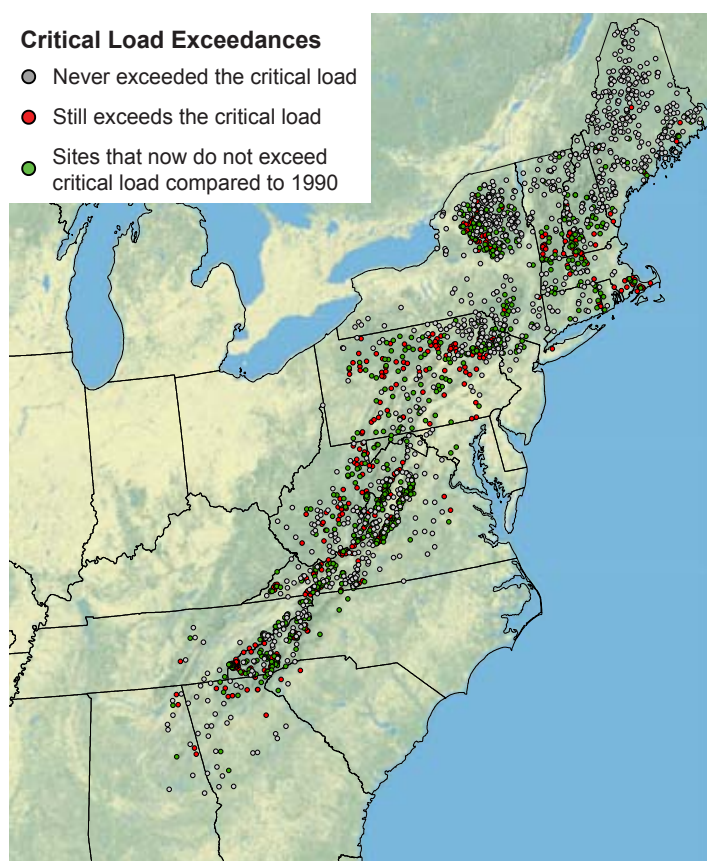 Critical Load Exceedances
Never exceeded the critical load
Still exceeds the critical load
Sites that now do not exceed
critical load compared to 1990